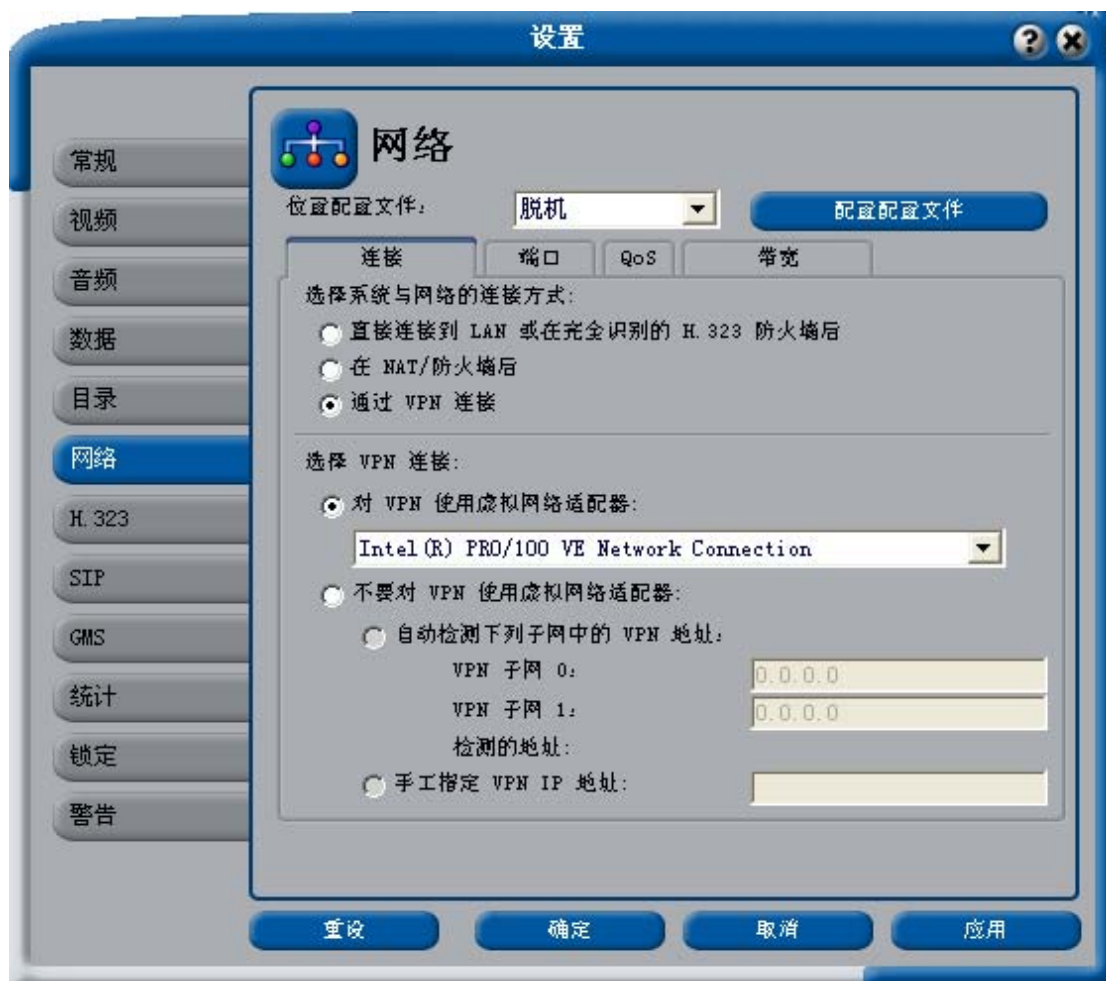 设置
常规
视频
音频
数据
目录
网络
H.323
SIP
GMS
统计
锁定
警告
网络
位置配置文件: 脱机 配置配置文件
连接 端口 QoS 带宽
选择系统与网络的连接方式:
直接连接到 LAN 或在完全识别的 H.323 防火墙后
在 NAT/防火墙后
通过 VPN 连接
选择 VPN 连接:
对 VPN 使用虚拟网络适配器:
Intel(R) PRO/100 VE Network Connection
不要对 VPN 使用虚拟网络适配器:
自动检测下列子网中的 VPN 地址:
VPN 子网 0: 0.0.0.0
VPN 子网 1: 0.0.0.0
检测的地址:
手工指定 VPN IP 地址:
重设 确定 取消 应用